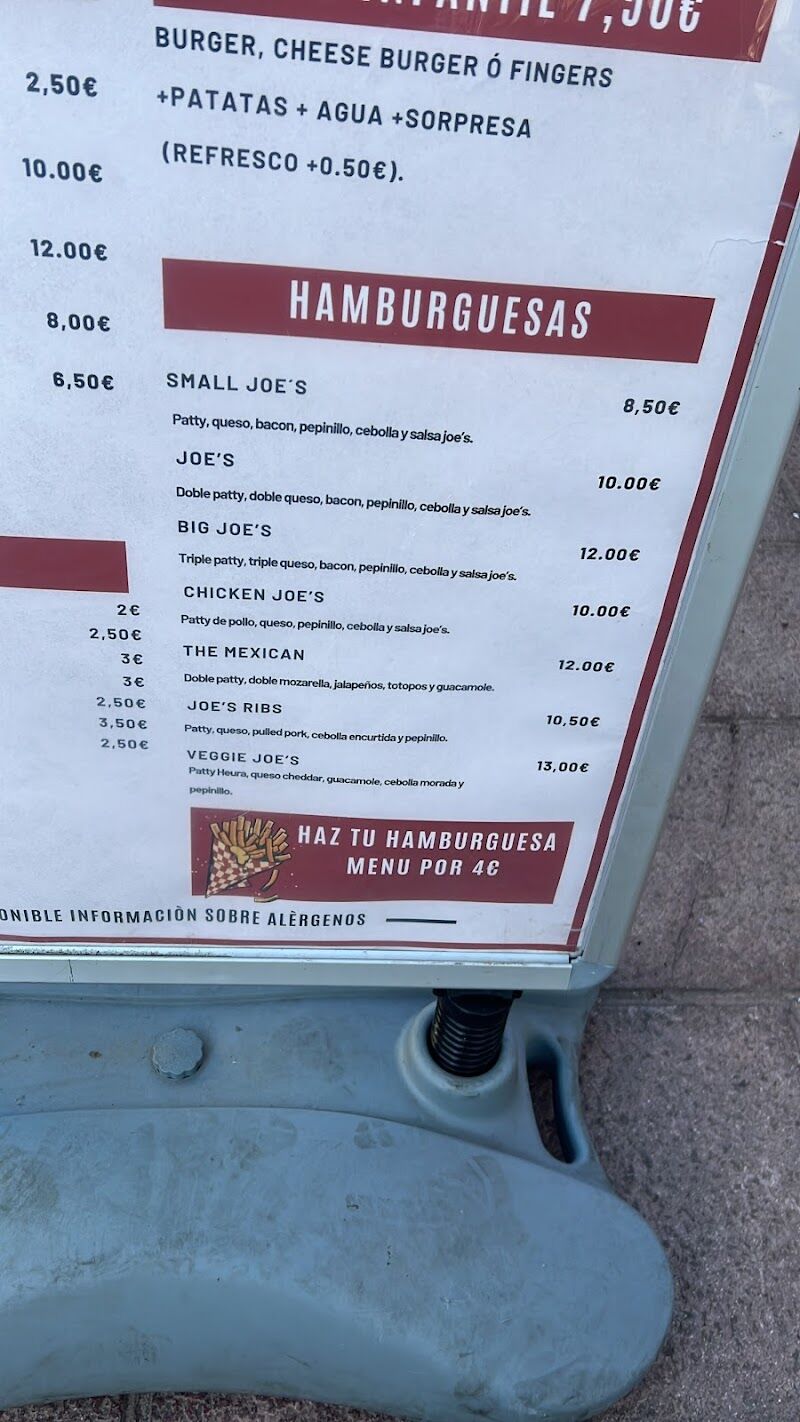 7,50€
BURGER, CHEESE BURGER Ó FINGERS
+PATATAS + AGUA +SORPRESA
(REFRESCO +0.50€).
2,50€
10.00€
12.00€
8,00€
6,50€
HAMBURGUESAS
SMALL JOE´S 8,50€
Patty, queso, bacon, pepinillo, cebolla y salsa joe's.
JOE'S 10.00€
Doble patty, doble queso, bacon, pepinillo, cebolla y salsa joe's.
BIG JOE'S 12.00€
Triple patty, triple queso, bacon, pepinillo, cebolla y salsa joe's.
CHICKEN JOE'S 10.00€
Patty de pollo, queso, pepinillo, cebolla y salsa joe's.
THE MEXICAN 12.00€
Doble patty, doble mozarella, jalapeños, totopos y guacamole.
JOE'S RIBS 10,50€
Patty, queso, pulled pork, cebolla encurtida y pepinillo.
VEGGIE JOE'S 13,00€
Patty Heura, queso cheddar, guacamole, cebolla morada y
pepinillo.
2€
2,50€
3€
3€
2,50€
3,50€
2,50€
HAZ TU HAMBURGUESA
MENU POR 4€
ONIBLE INFORMACIÒN SOBRE ALÈRGENOS